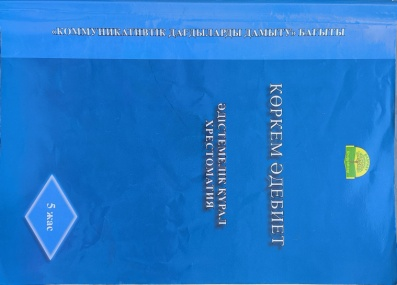 «КОММУНИКАТИВТІК ДАҒДЫЛАРДЫ ДАМЫТУ» БАҒЫТЫ
КӨРКЕМ ӘДЕБИЕТ
ӘДІСТЕМЕЛІК ҚҰРАЛ
ХРЕСТОМАТИЯ
5 жас